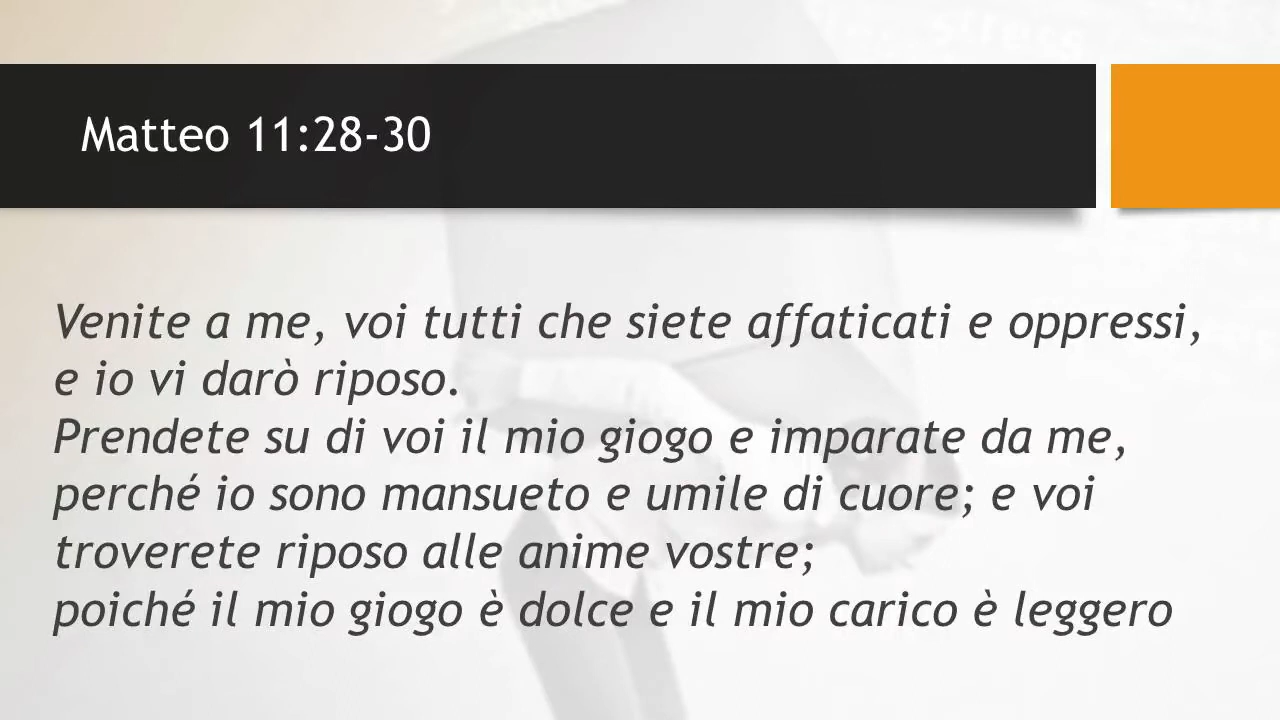 stress
Matteo 11:28-30
Venite a me, voi tutti che siete affaticati e oppressi,
e io vi darò riposo.
Prendete su di voi il mio giogo e imparate da me,
perché io sono mansueto e umile di cuore; e voi
troverete riposo alle anime vostre;
poiché il mio giogo è dolce e il mio carico è leggero